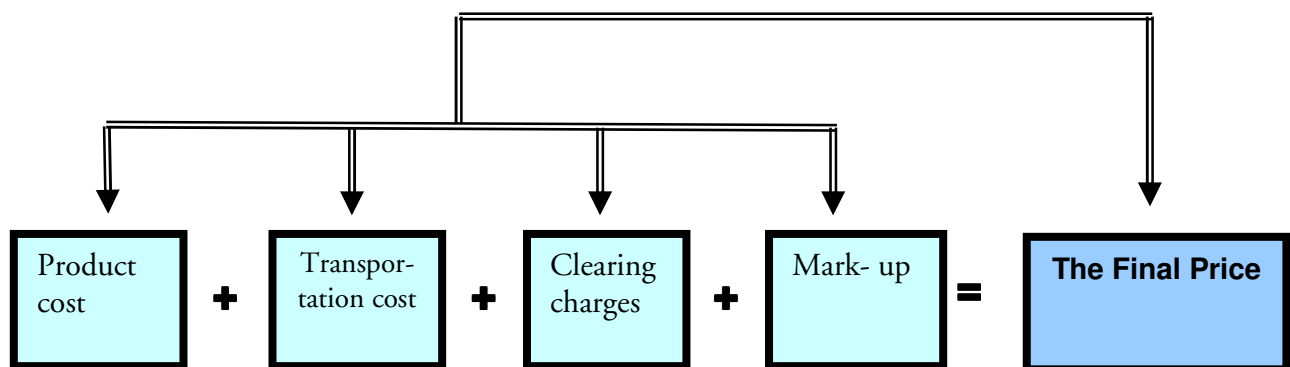 Product
cost
+
Transpor-
tation cost
+
Clearing
charges
+
Mark- up
=
The Final Price